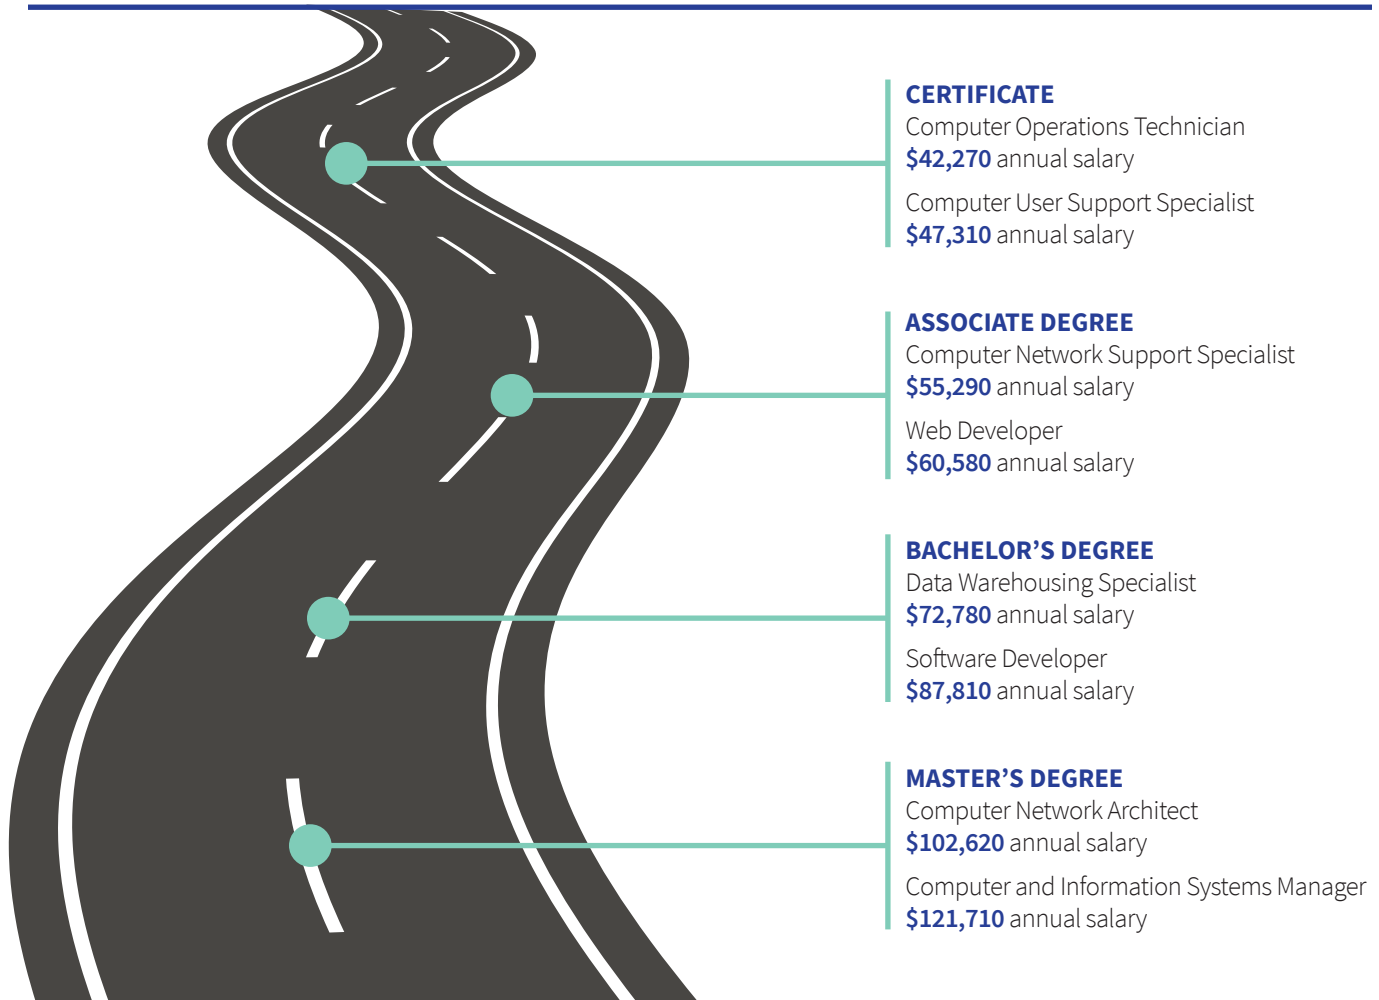 CERTIFICATE
Computer Operations Technician
$42,270 annual salary
Computer User Support Specialist
$47,310 annual salary
ASSOCIATE DEGREE
Computer Network Support Specialist
$55,290 annual salary
Web Developer
$60,580 annual salary
BACHELOR’S DEGREE
Data Warehousing Specialist
$72,780 annual salary
Software Developer
$87,810 annual salary
MASTER’S DEGREE
Computer Network Architect
$102,620 annual salary
Computer and Information Systems Manager
$121,710 annual salary